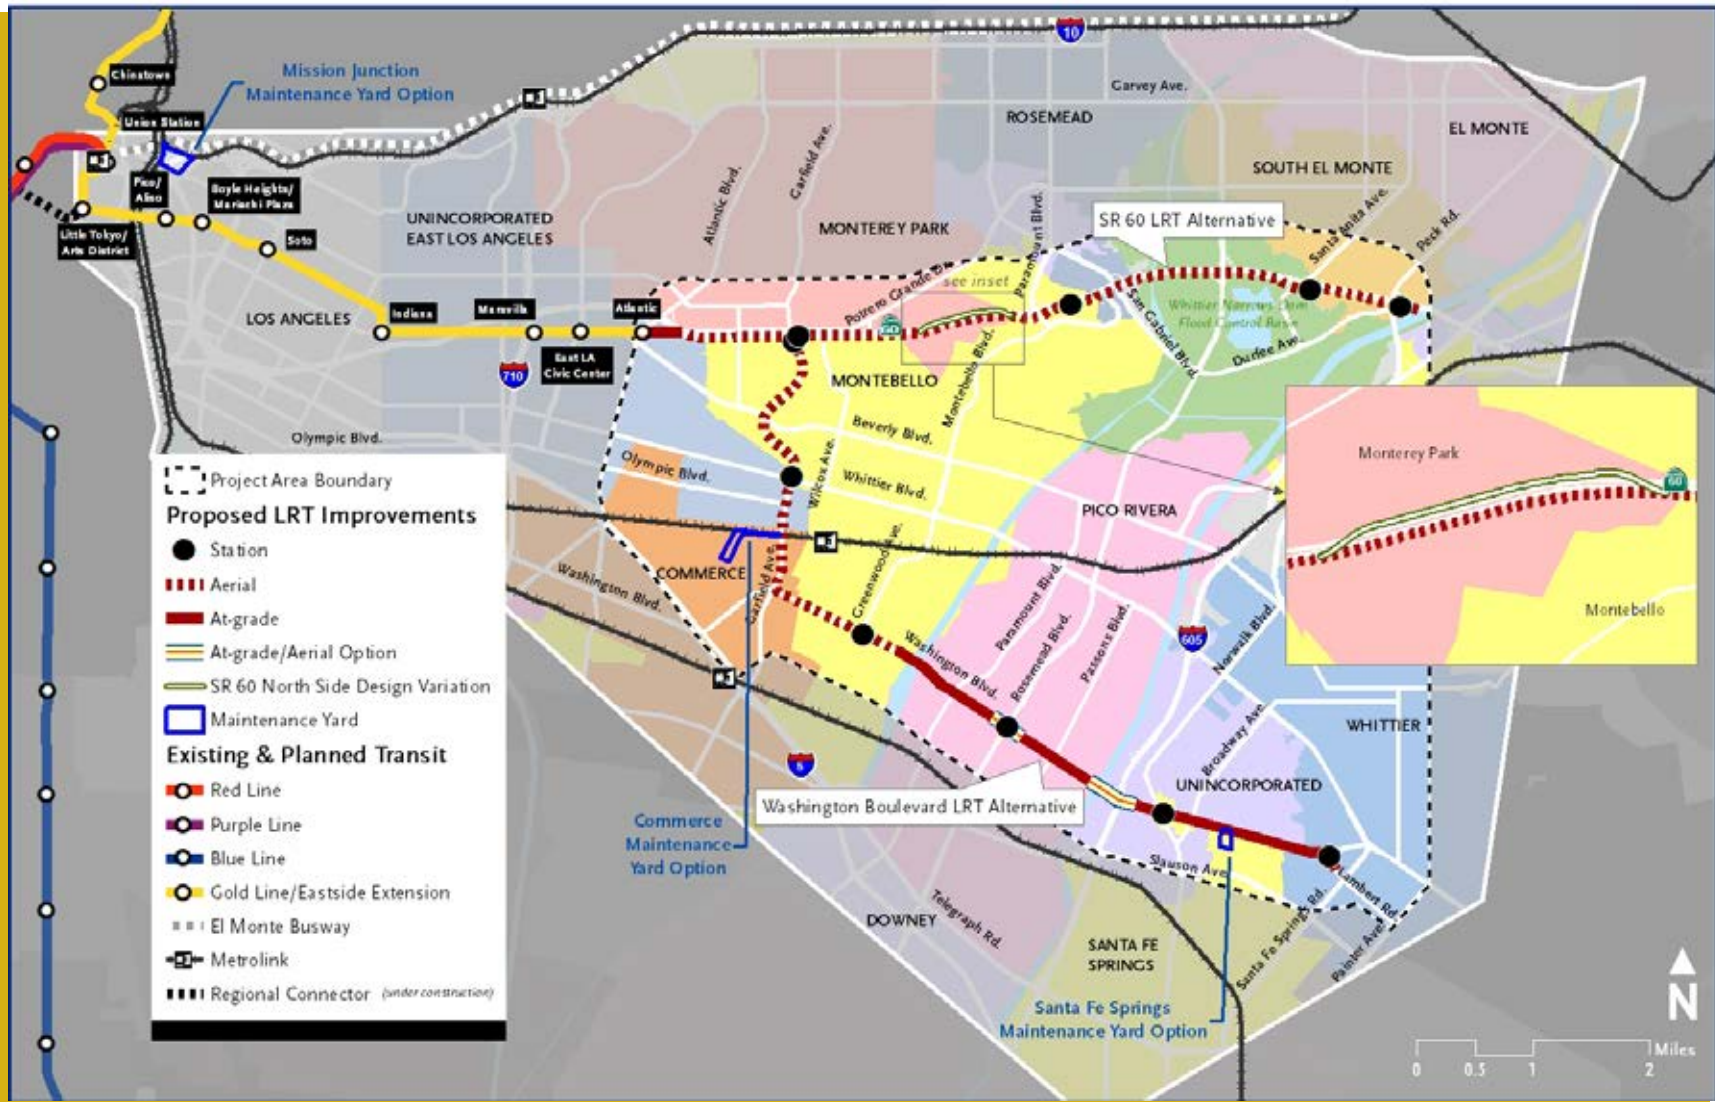 10
Chinatown
Mission Junction
Maintenance Yard Option
Garvey Ave.
Union Station
ROSEMEAD
EL MONTE
Garfield Ave.
Atlantic Blvd.
SOUTH EL MONTE
Pico/
Aliso
Boyle Heights/
Mariachi Plaza
UNINCORPORATED
EAST LOS ANGELES
MONTEREY PARK
Paramount Blvd.
SR 60 LRT Alternative
Santa Anita Ave.
Peck Rd.
Little Tokyo/
Arts District
Soto
Potrero Grande Dr.
see inset
San Gabriel Blvd.
Whittier Narrows Dam
Flood Control Basin
LOS ANGELES
Indiana
Maravilla
Atlantic
60
East LA
Civic Center
710
MONTEBELLO
Montebello Blvd.
Durfee Ave.
Olympic Blvd.
Beverly Blvd.
Olympic Blvd.
Wilcox Ave.
Whittier Blvd.
PICO RIVERA
Monterey Park
60
Montebello
Washington Blvd.
COMMERCE
Garfield Ave.
Greenwood Ave.
Washington Blvd.
Paramount Blvd.
Rosemead Blvd.
Passons Blvd.
605
Norwalk Blvd.
Broadway Ave.
WHITTIER
5
UNINCORPORATED
Washington Boulevard LRT Alternative
Commerce
Maintenance
Yard Option
Slauson Ave.
Lambert Rd.
DOWNEY
Telegraph Rd.
SANTA FE
SPRINGS
Santa Fe Springs Rd.
Painter Ave.
Santa Fe Springs
Maintenance Yard Option
Project Area Boundary
Proposed LRT Improvements
Station
Aerial
At-grade
At-grade/Aerial Option
SR 60 North Side Design Variation
Maintenance Yard
Existing & Planned Transit
Red Line
Purple Line
Blue Line
Gold Line/Eastside Extension
El Monte Busway
Metrolink
Regional Connector (under construction)
N
Miles
0 0.5 1 2